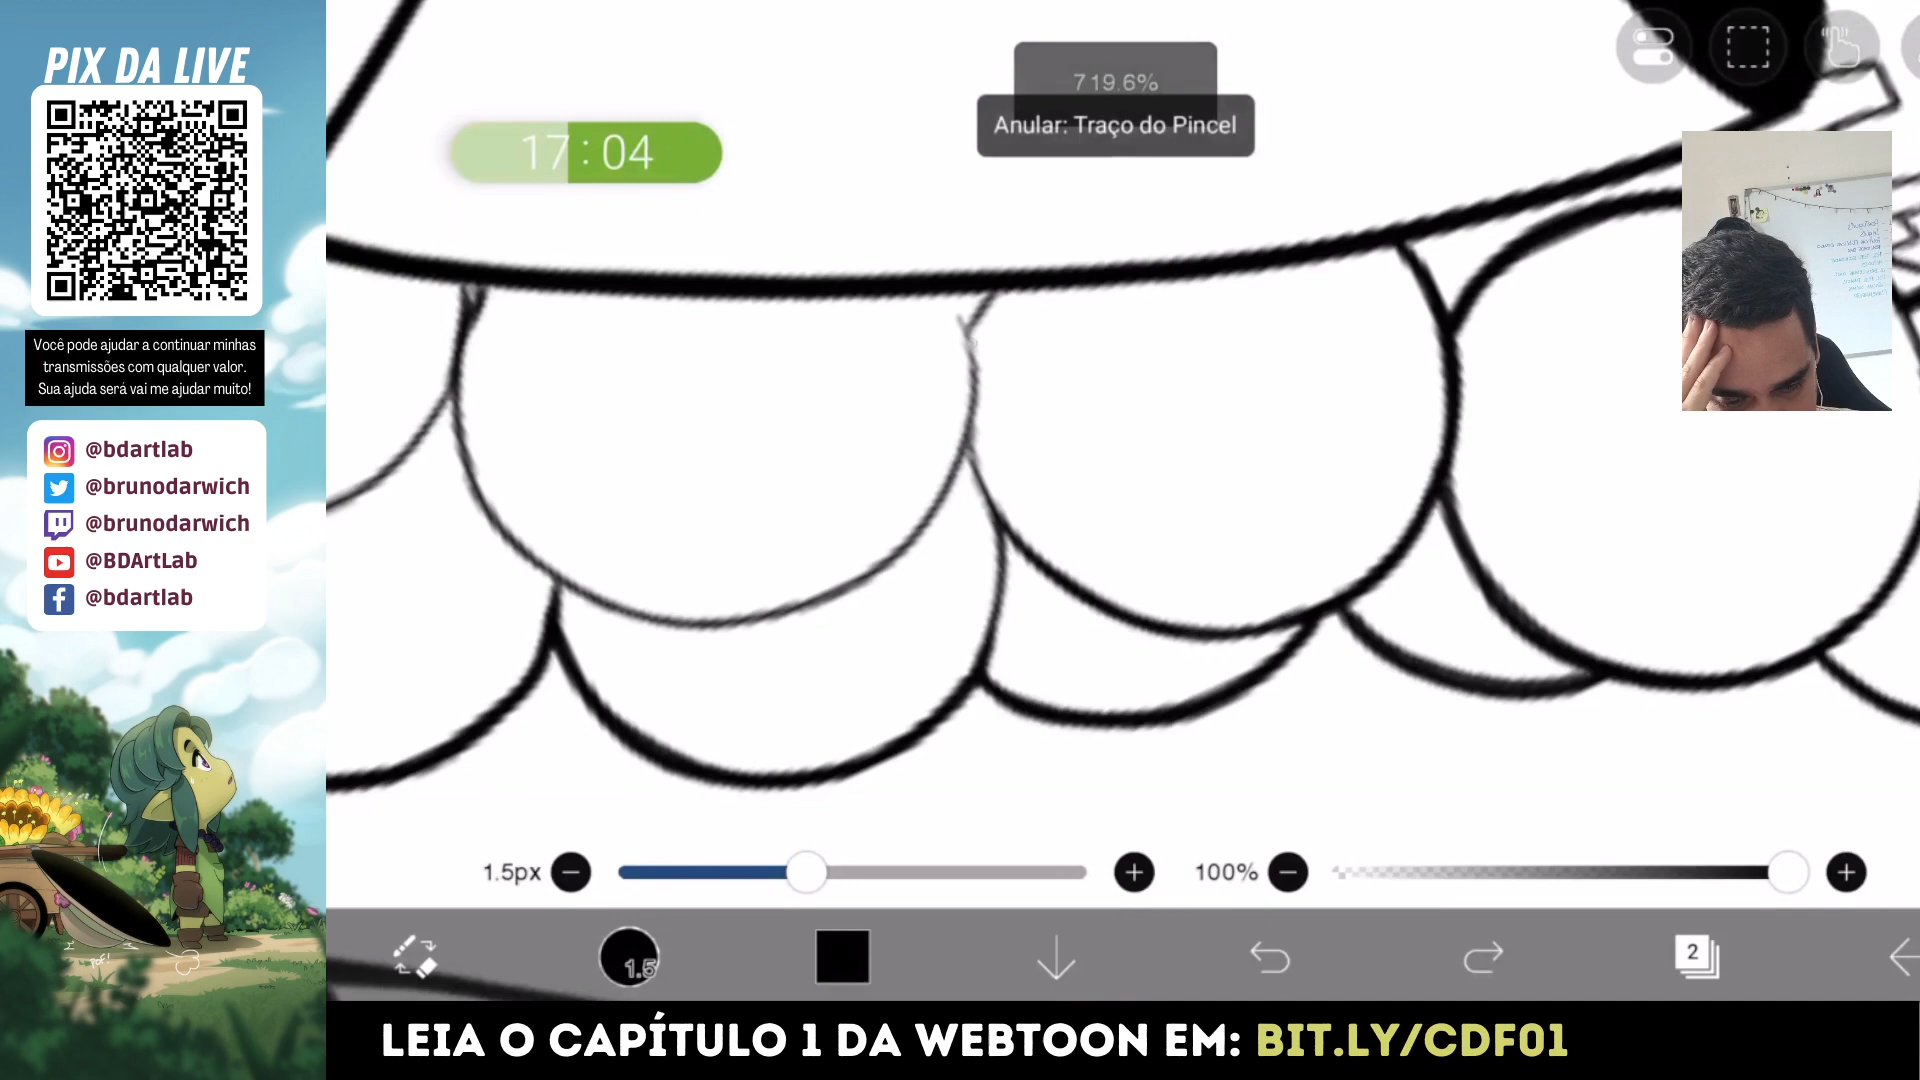 PIX DA LIVE
Você pode ajudar a continuar minhas
transmissões com qualquer valor.
Sua ajuda será vai me ajudar muito!
@bdartlab
@brunodarwich
@brunodarwich
@BDArtLab
@bdartlab
POF!
17:04
719.6%
Anular: Traço do Pincel
1.5px
100%
1.5
2
LEIA O CAPÍTULO 1 DA WEBTOON EM: BIT.LY/CDF01